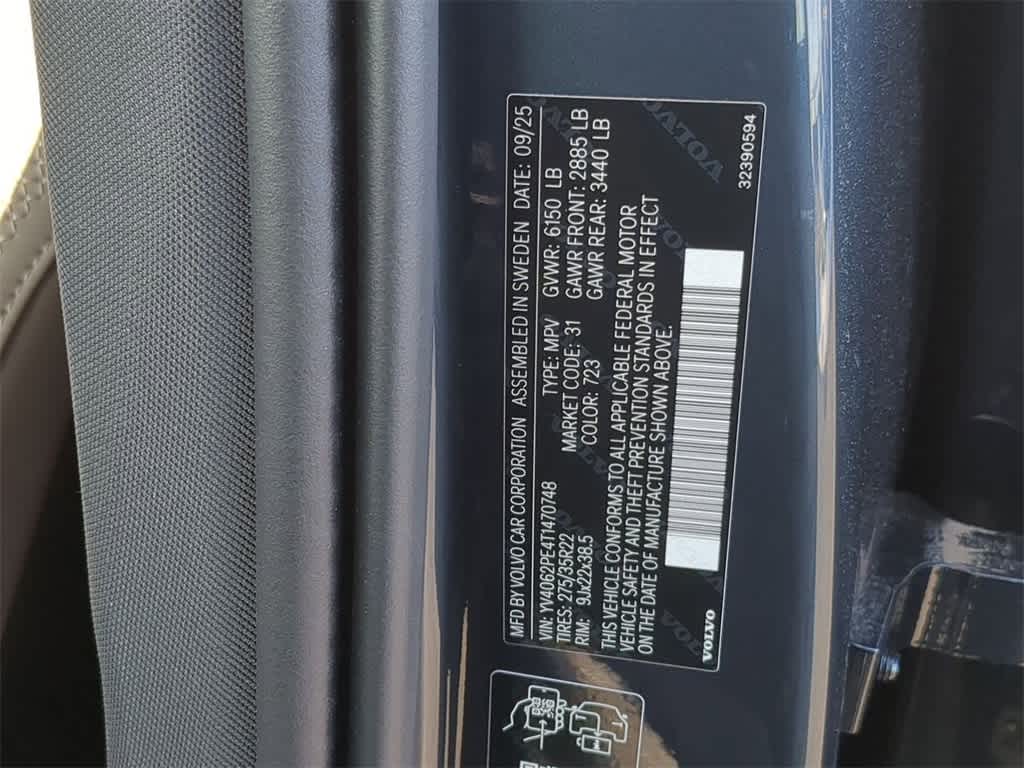 MFD BY VOLVO CAR CORPORATION ASSEMBLED IN SWEDEN DATE: 09/25
VIN: YV4062PE4T1470748 TYPE: MPV GVWR: 6150 LB
TIRES: 275/35R22 MARKET CODE: 31 GAWR FRONT: 2885 LB
RIM: 9Jx22x38.5 COLOR: 723 GAWR REAR: 3440 LB
THIS VEHICLE CONFORMS TO ALL APPLICABLE FEDERAL MOTOR
VEHICLE SAFETY AND THEFT PREVENTION STANDARDS IN EFFECT
ON THE DATE OF MANUFACTURE SHOWN ABOVE.
VOLVO 32390594